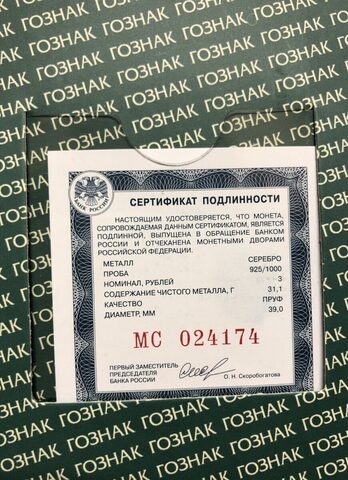 ГОЗНАК ГОЗНАК ГОЗНАК
БАНК РОССИИ
СЕРТИФИКАТ ПОДЛИННОСТИ
НАСТОЯЩИМ УДОСТОВЕРЯЕТСЯ, ЧТО МОНЕТА,
СОПРОВОЖДАЕМАЯ ДАННЫМ СЕРТИФИКАТОМ, ЯВЛЯЕТСЯ
ПОДЛИННОЙ, ВЫПУЩЕНА В ОБРАЩЕНИЕ БАНКОМ
РОССИИ И ОТЧЕКАНЕНА МОНЕТНЫМИ ДВОРАМИ
РОССИЙСКОЙ ФЕДЕРАЦИИ.
МЕТАЛЛ СЕРЕБРО
ПРОБА 925/1000
НОМИНАЛ, РУБЛЕЙ 3
СОДЕРЖАНИЕ ЧИСТОГО МЕТАЛЛА, Г 31,1
КАЧЕСТВО ПРУФ
ДИАМЕТР, ММ 39,0
МС 024174
ПЕРВЫЙ ЗАМЕСТИТЕЛЬ
ПРЕДСЕДАТЕЛЯ
БАНКА РОССИИ О. Н. Скоробогатова
ГОЗНАК ГОЗНАК ГОЗНАК